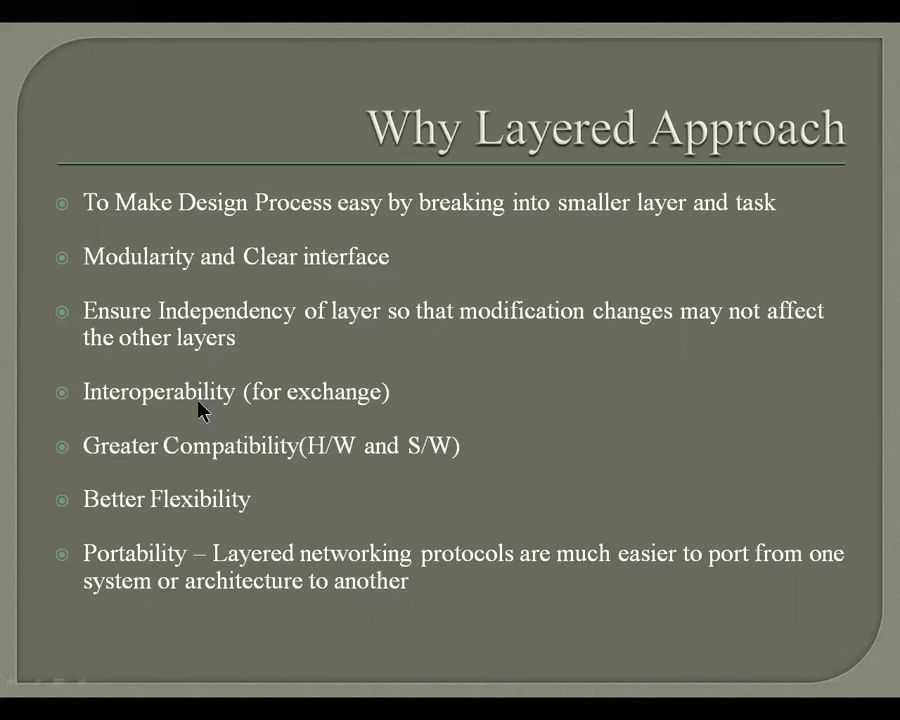 Why Layered Approach
To Make Design Process easy by breaking into smaller layer and task
Modularity and Clear interface
Ensure Independency of layer so that modification changes may not affect
the other layers
Interoperability (for exchange)
Greater Compatibility(H/W and S/W)
Better Flexibility
Portability – Layered networking protocols are much easier to port from one
system or architecture to another